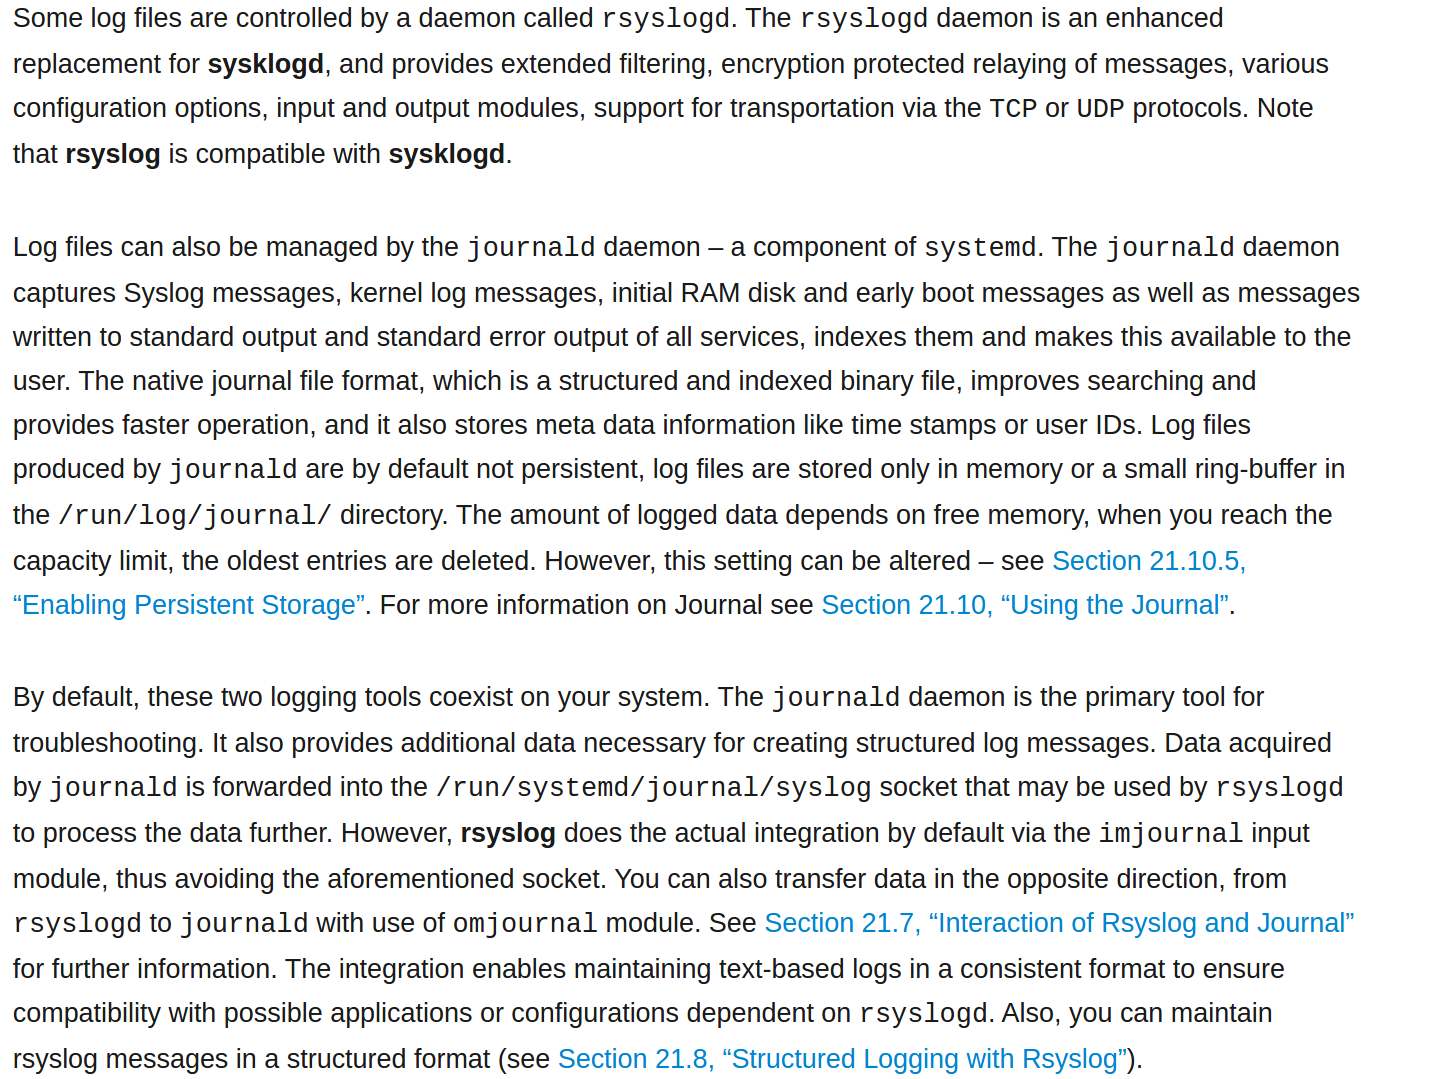 Some log files are controlled by a daemon called rsyslogd. The rsyslogd daemon is an enhanced
replacement for sysklogd, and provides extended filtering, encryption protected relaying of messages, various
configuration options, input and output modules, support for transportation via the TCP or UDP protocols. Note
that rsyslog is compatible with sysklogd.
Log files can also be managed by the journald daemon – a component of systemd. The journald daemon
captures Syslog messages, kernel log messages, initial RAM disk and early boot messages as well as messages
written to standard output and standard error output of all services, indexes them and makes this available to the
user. The native journal file format, which is a structured and indexed binary file, improves searching and
provides faster operation, and it also stores meta data information like time stamps or user IDs. Log files
produced by journald are by default not persistent, log files are stored only in memory or a small ring-buffer in
the /run/log/journal/ directory. The amount of logged data depends on free memory, when you reach the
capacity limit, the oldest entries are deleted. However, this setting can be altered – see Section 21.10.5,
“Enabling Persistent Storage”. For more information on Journal see Section 21.10, “Using the Journal”.
By default, these two logging tools coexist on your system. The journald daemon is the primary tool for
troubleshooting. It also provides additional data necessary for creating structured log messages. Data acquired
by journald is forwarded into the /run/systemd/journal/syslog socket that may be used by rsyslogd
to process the data further. However, rsyslog does the actual integration by default via the imjournal input
module, thus avoiding the aforementioned socket. You can also transfer data in the opposite direction, from
rsyslogd to journald with use of omjournal module. See Section 21.7, “Interaction of Rsyslog and Journal”
for further information. The integration enables maintaining text-based logs in a consistent format to ensure
compatibility with possible applications or configurations dependent on rsyslogd. Also, you can maintain
rsyslog messages in a structured format (see Section 21.8, “Structured Logging with Rsyslog”).